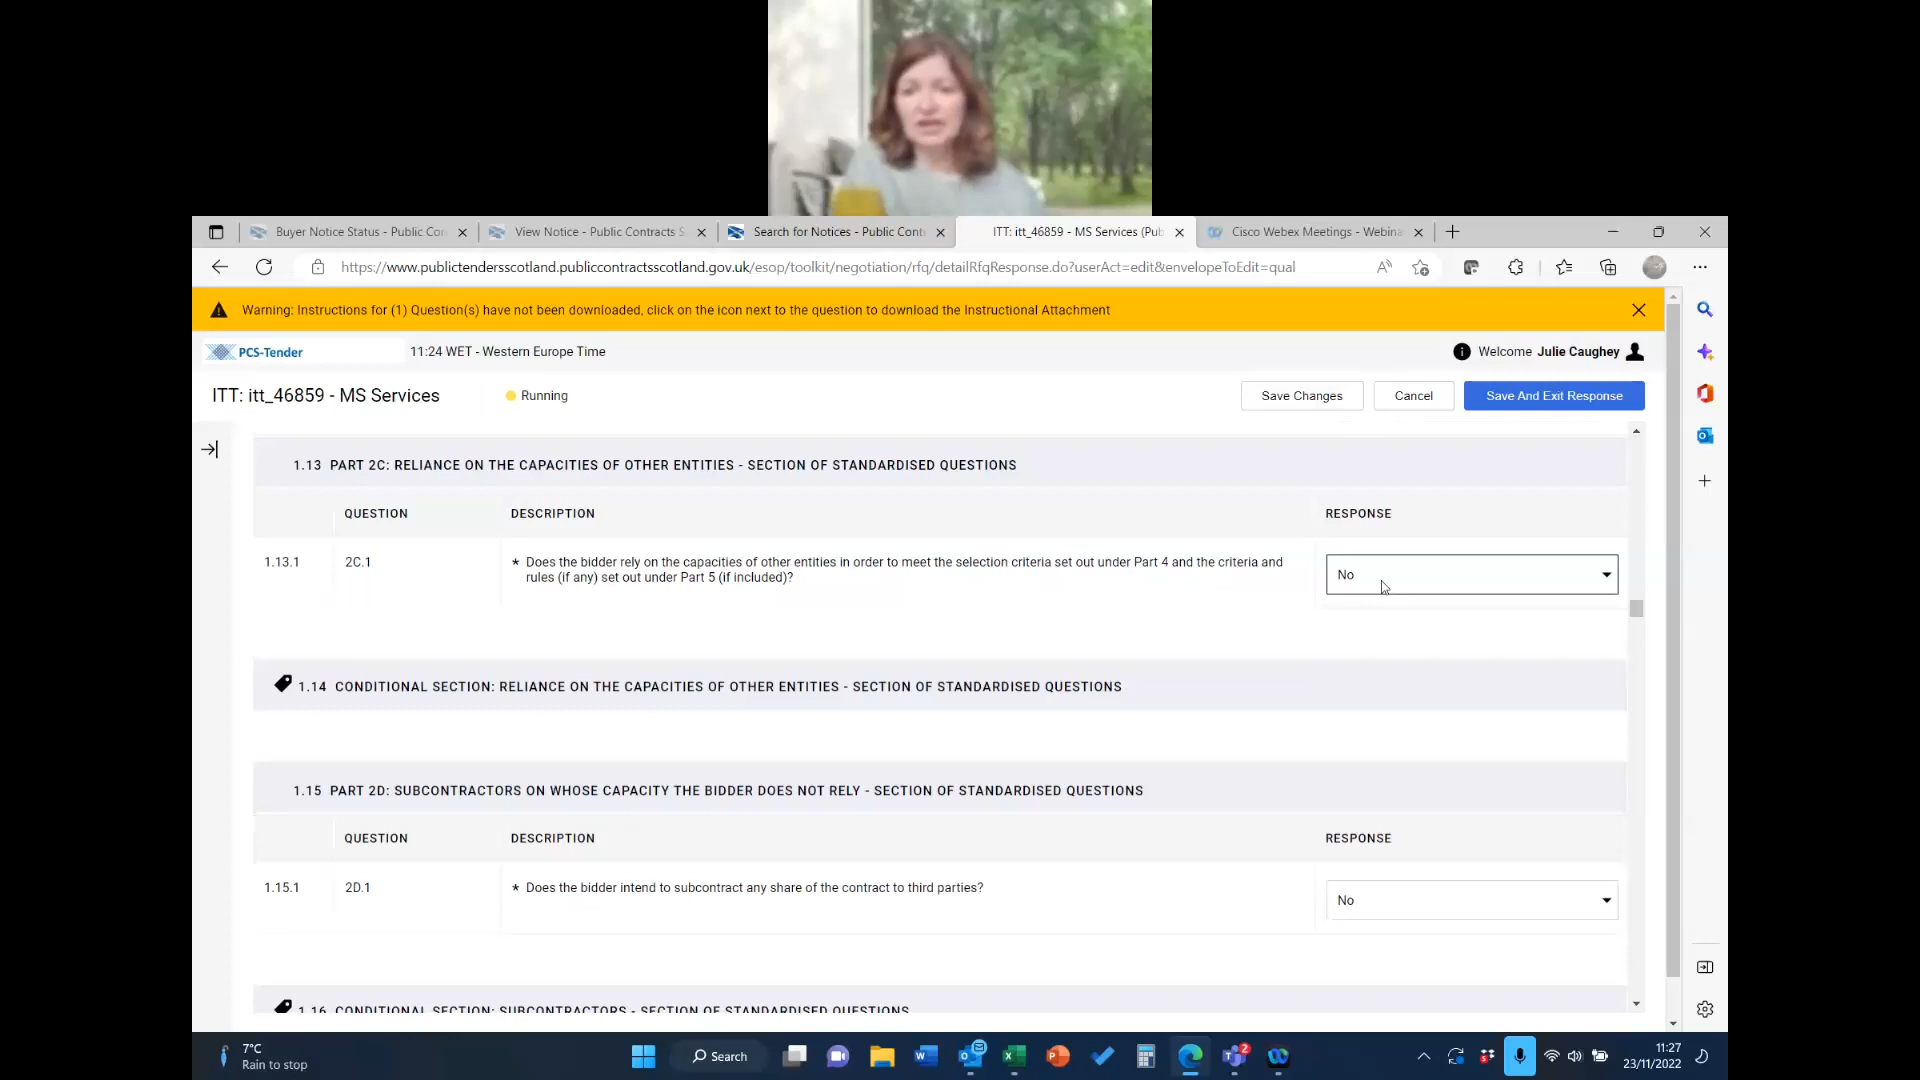 Buyer Notice Status - Public Con
View Notice - Public Contracts S
Search for Notices - Public Contr
ITT: itt_46859 - MS Services (Pub
Cisco Webex Meetings - Webina
https://www.publictendersscotland.publiccontractsscotland.gov.uk/esop/toolkit/negotiation/rfq/detailRfqResponse.do?userAct=edit&envelopeToEdit=qual
Warning: Instructions for (1) Question(s) have not been downloaded, click on the icon next to the question to download the Instructional Attachment
PCS-Tender
11:24 WET - Western Europe Time
Welcome Julie Caughey
ITT: itt_46859 - MS Services
Running
Save Changes
Cancel
Save And Exit Response
1.13 PART 2C: RELIANCE ON THE CAPACITIES OF OTHER ENTITIES - SECTION OF STANDARDISED QUESTIONS
QUESTION
DESCRIPTION
RESPONSE
1.13.1
2C.1
* Does the bidder rely on the capacities of other entities in order to meet the selection criteria set out under Part 4 and the criteria and
rules (if any) set out under Part 5 (if included)?
No
1.14 CONDITIONAL SECTION: RELIANCE ON THE CAPACITIES OF OTHER ENTITIES - SECTION OF STANDARDISED QUESTIONS
1.15 PART 2D: SUBCONTRACTORS ON WHOSE CAPACITY THE BIDDER DOES NOT RELY - SECTION OF STANDARDISED QUESTIONS
QUESTION
DESCRIPTION
RESPONSE
1.15.1
2D.1
* Does the bidder intend to subcontract any share of the contract to third parties?
No
1.16 CONDITIONAL SECTION: SUBCONTRACTORS - SECTION OF STANDARDISED QUESTIONS
7°C
Rain to stop
Search
2
11:27
23/11/2022